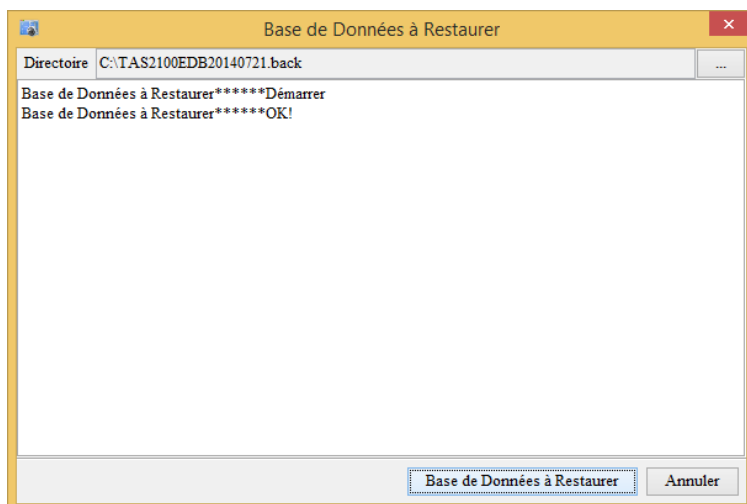 Base de Données à Restaurer
Directoire C:\TAS2100EDB20140721.back ...
Base de Données à Restaurer******Démarrer
Base de Données à Restaurer******OK!
Base de Données à Restaurer Annuler